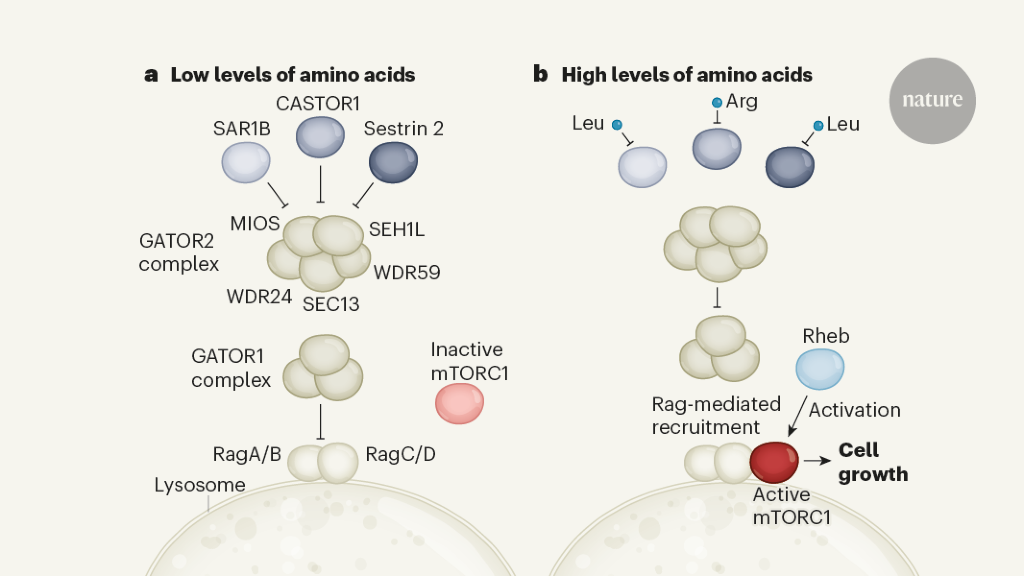 a Low levels of amino acids
CASTOR1
SAR1B
Sestrin 2
MIOS
SEH1L
GATOR2
complex
WDR59
WDR24
SEC13
GATOR1
complex
Inactive
mTORC1
RagA/B
RagC/D
Lysosome
b High levels of amino acids
nature
Arg
Leu
Leu
Rheb
Rag-mediated
recruitment
Activation
Cell
growth
Active
mTORC1